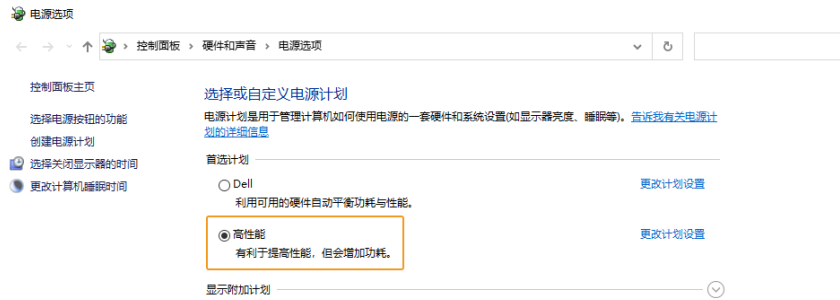 电源选项
控制面板 › 硬件和声音 › 电源选项
控制面板主页
选择电源按钮的功能
创建电源计划
选择关闭显示器的时间
更改计算机睡眠时间
选择或自定义电源计划
电源计划是用于管理计算机如何使用电源的一套硬件和系统设置(如显示器亮度、睡眠等)。告诉我有关电源计
划的详细信息
首选计划
Dell 更改计划设置
利用可用的硬件自动平衡功耗与性能。
高性能 更改计划设置
有利于提高性能，但会增加功耗。
显示附加计划